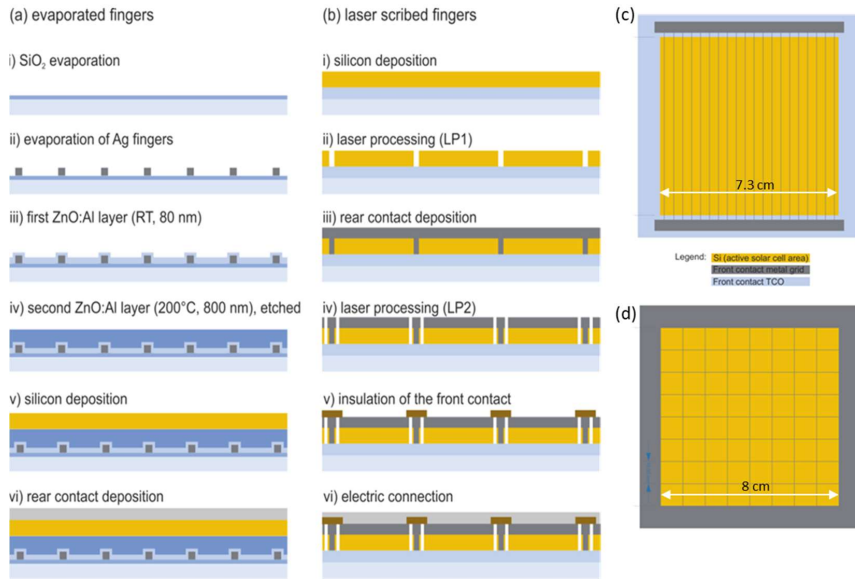 (a) evaporated fingers
i) SiO₂ evaporation
ii) evaporation of Ag fingers
iii) first ZnO:Al layer (RT, 80 nm)
iv) second ZnO:Al layer (200°C, 800 nm), etched
v) silicon deposition
vi) rear contact deposition
(b) laser scribed fingers
i) silicon deposition
ii) laser processing (LP1)
iii) rear contact deposition
iv) laser processing (LP2)
v) insulation of the front contact
vi) electric connection
(c)
7.3 cm
Legend:
Si (active solar cell area)
Front contact metal grid
Front contact TCO
(d)
8 cm